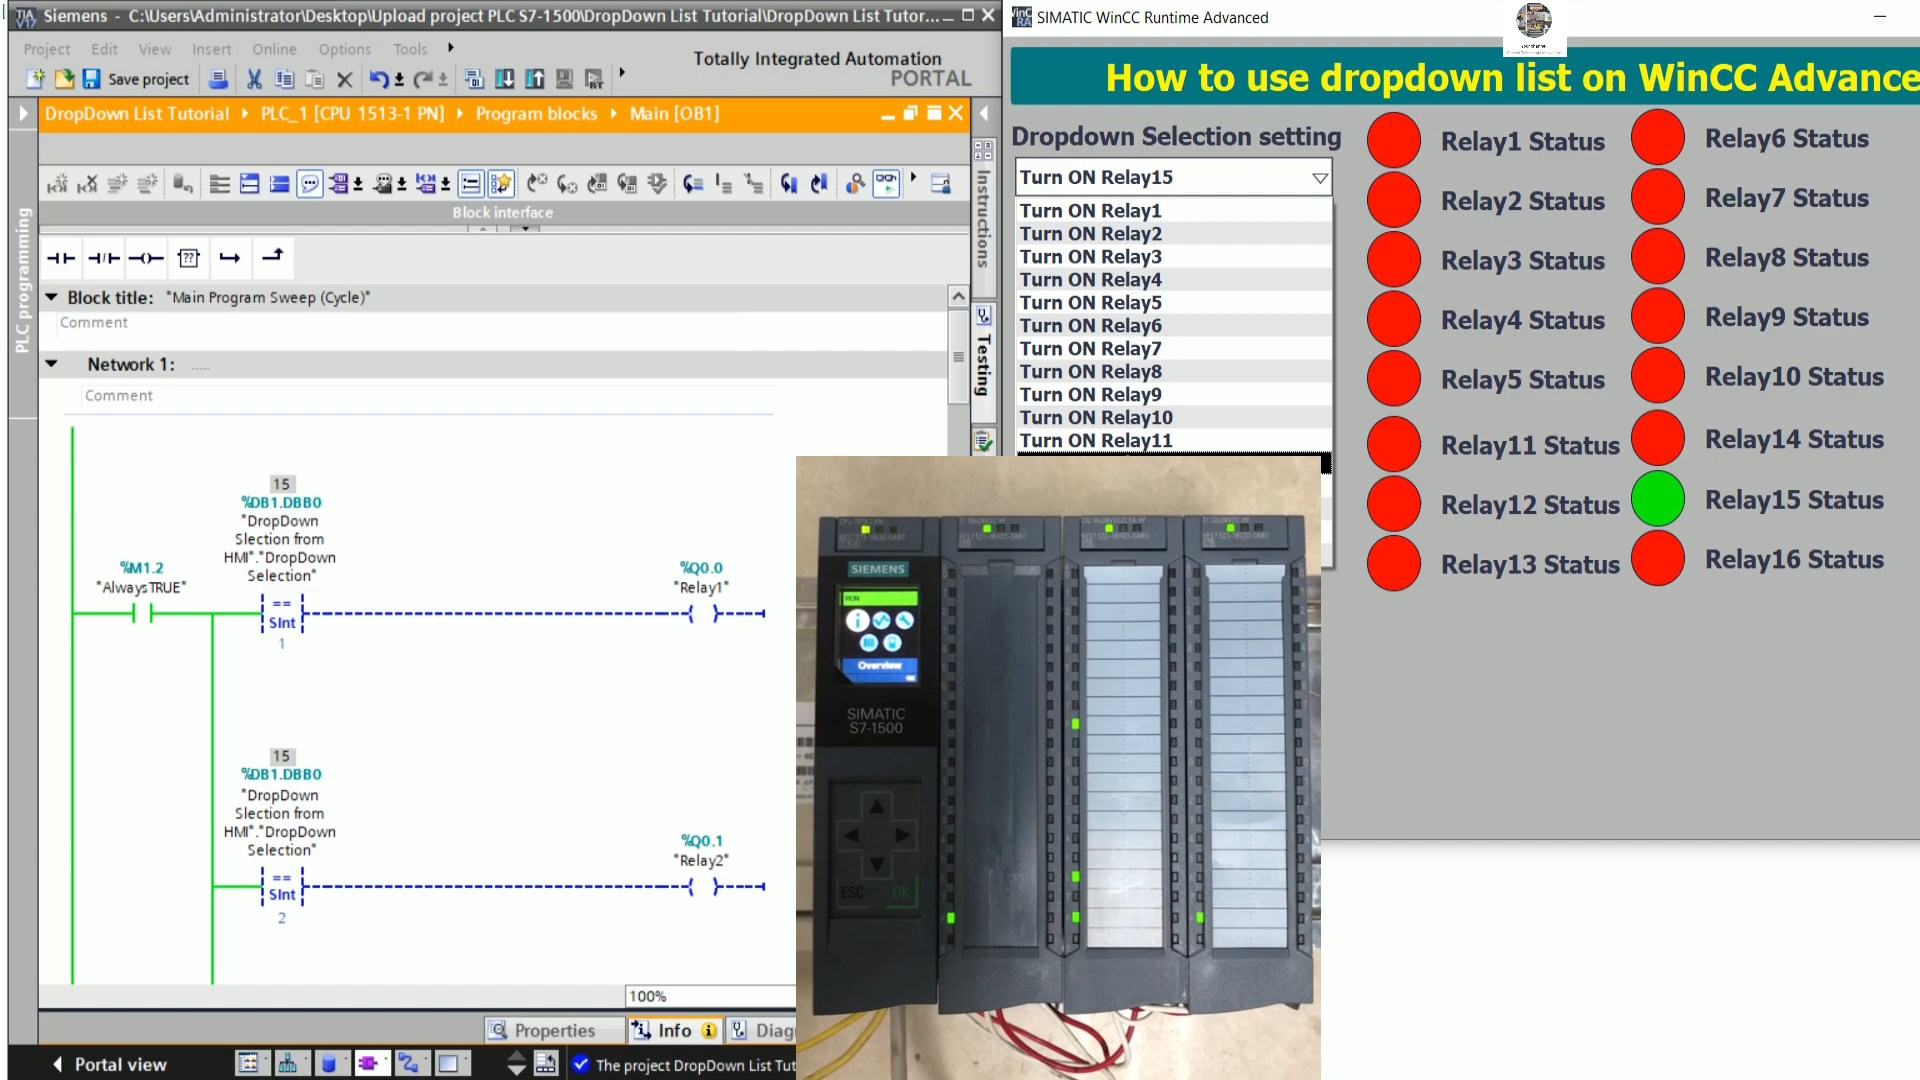 Siemens - C:\Users\Administrator\Desktop\Upload project PLC S7-1500\DropDown List Tutorial\DropDown List Tutor...
Project Edit View Insert Online Options Tools
Save project
Totally Integrated Automation
PORTAL
DropDown List Tutorial PLC_1 [CPU 1513-1 PN] Program blocks Main [OB1]
Block interface
PLC programming
Instructions
Testing
??
Block title: "Main Program Sweep (Cycle)"
Comment
Network 1: .....
Comment
15
%DB1.DBB0
"DropDown
Slection from
HMI"."DropDown
Selection"
%M1.2
"AlwaysTRUE"
==
SInt
1
%Q0.0
"Relay1"
15
%DB1.DBB0
"DropDown
Slection from
HMI"."DropDown
Selection"
==
SInt
2
%Q0.1
"Relay2"
100%
Properties Info Diag
Portal view
The project DropDown List Tut
SIMATIC WinCC Runtime Advanced
Your channel
How to use dropdown list on WinCC Advance
Dropdown Selection setting
Turn ON Relay15
Turn ON Relay1
Turn ON Relay2
Turn ON Relay3
Turn ON Relay4
Turn ON Relay5
Turn ON Relay6
Turn ON Relay7
Turn ON Relay8
Turn ON Relay9
Turn ON Relay10
Turn ON Relay11
Relay1 Status
Relay2 Status
Relay3 Status
Relay4 Status
Relay5 Status
Relay11 Status
Relay12 Status
Relay13 Status
Relay6 Status
Relay7 Status
Relay8 Status
Relay9 Status
Relay10 Status
Relay14 Status
Relay15 Status
Relay16 Status
SIEMENS
RUN
Overview
OK
SIMATIC
S7-1500
ESC OK